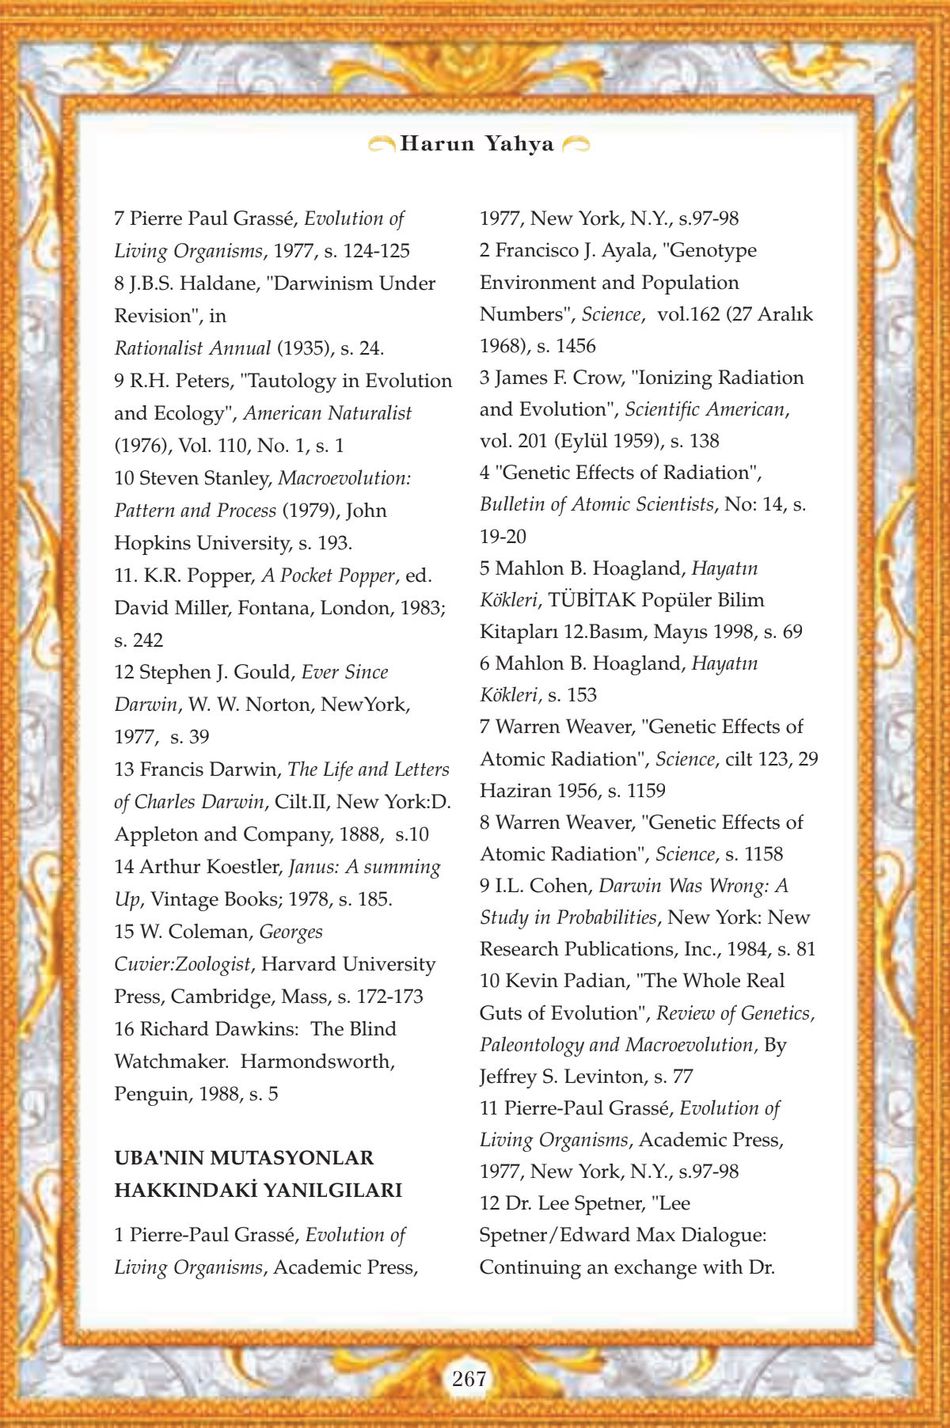 Harun Yahya
7 Pierre Paul Grassé, Evolution of
Living Organisms, 1977, s. 124-125
8 J.B.S. Haldane, "Darwinism Under
Revision", in
Rationalist Annual (1935), s. 24.
9 R.H. Peters, "Tautology in Evolution
and Ecology", American Naturalist
(1976), Vol. 110, No. 1, s. 1
10 Steven Stanley, Macroevolution:
Pattern and Process (1979), John
Hopkins University, s. 193.
11. K.R. Popper, A Pocket Popper, ed.
David Miller, Fontana, London, 1983;
s. 242
12 Stephen J. Gould, Ever Since
Darwin, W. W. Norton, NewYork,
1977,  s. 39
13 Francis Darwin, The Life and Letters
of Charles Darwin, Cilt.II, New York:D.
Appleton and Company, 1888,  s.10
14 Arthur Koestler, Janus: A summing
Up, Vintage Books; 1978, s. 185.
15 W. Coleman, Georges
Cuvier:Zoologist, Harvard University
Press, Cambridge, Mass, s. 172-173
16 Richard Dawkins:  The Blind
Watchmaker.  Harmondsworth,
Penguin, 1988, s. 5
UBA'NIN MUTASYONLAR
HAKKINDAKİ YANILGILARI
1 Pierre-Paul Grassé, Evolution of
Living Organisms, Academic Press,
1977, New York, N.Y., s.97-98
2 Francisco J. Ayala, "Genotype
Environment and Population
Numbers", Science,  vol.162 (27 Aralık
1968), s. 1456
3 James F. Crow, "Ionizing Radiation
and Evolution", Scientific American,
vol. 201 (Eylül 1959), s. 138
4 "Genetic Effects of Radiation",
Bulletin of Atomic Scientists, No: 14, s.
19-20
5 Mahlon B. Hoagland, Hayatın
Kökleri, TÜBİTAK Popüler Bilim
Kitapları 12.Basım, Mayıs 1998, s. 69
6 Mahlon B. Hoagland, Hayatın
Kökleri, s. 153
7 Warren Weaver, "Genetic Effects of
Atomic Radiation", Science, cilt 123, 29
Haziran 1956, s. 1159
8 Warren Weaver, "Genetic Effects of
Atomic Radiation", Science, s. 1158
9 I.L. Cohen, Darwin Was Wrong: A
Study in Probabilities, New York: New
Research Publications, Inc., 1984, s. 81
10 Kevin Padian, "The Whole Real
Guts of Evolution", Review of Genetics,
Paleontology and Macroevolution, By
Jeffrey S. Levinton, s. 77
11 Pierre-Paul Grassé, Evolution of
Living Organisms, Academic Press,
1977, New York, N.Y., s.97-98
12 Dr. Lee Spetner, "Lee
Spetner/Edward Max Dialogue:
Continuing an exchange with Dr.
267